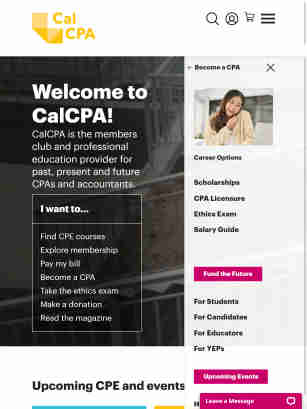 Cal
CPA
Become a CPA
Welcome to
CalCPA!
CalCPA is the members
club and professional
education provider for
past, present and future
CPAs and accountants.
I want to...
Find CPE courses
Explore membership
Pay my bill
Become a CPA
Take the ethics exam
Make a donation
Read the magazine
Upcoming CPE and events
Career Options
Scholarships
CPA Licensure
Ethics Exam
Salary Guide
Fund the Future
For Students
For Candidates
For Educators
For YEPs
Upcoming Events
Leave a Message